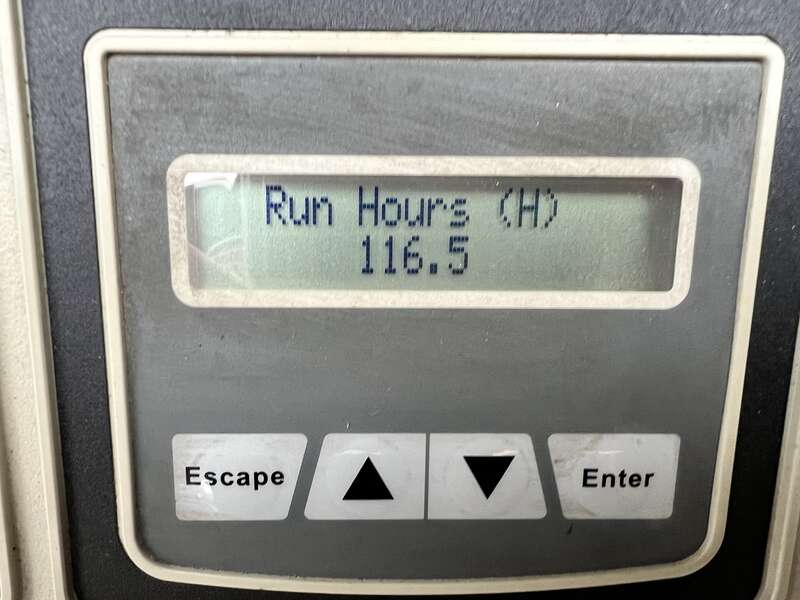 Run Hours (H)
116.5
Escape
Enter